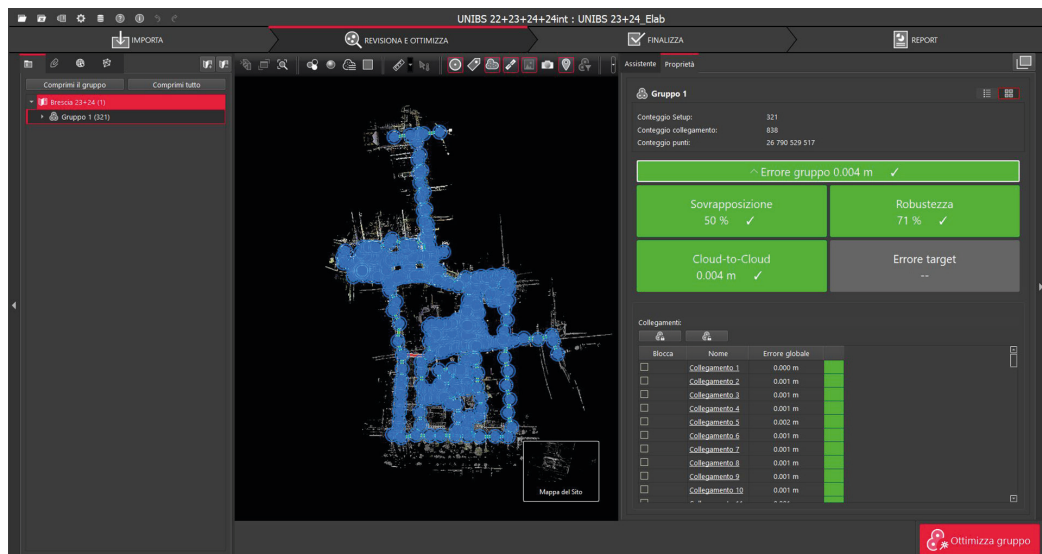 UNIBS 22+23+24+24int : UNIBS 23+24_Elab
IMPORTA
REVISIONA E OTTIMIZZA
FINALIZZA
REPORT
Assistente Proprietà
Comprimi il gruppo Comprimi tutto
Brescia 23+24 (1)
Gruppo 1 (321)
Mappa del Sito
Gruppo 1
Conteggio Setup: 321
Conteggio collegamento: 838
Conteggio punti: 26 790 529 517
Errore gruppo 0.004 m ✓
Sovrapposizione
50 % ✓
Robustezza
71 % ✓
Cloud-to-Cloud
0.004 m ✓
Errore target
--
Collegamenti:
Blocca Nome Errore globale
Collegamento 1 0.000 m
Collegamento 2 0.001 m
Collegamento 3 0.001 m
Collegamento 4 0.001 m
Collegamento 5 0.002 m
Collegamento 6 0.001 m
Collegamento 7 0.001 m
Collegamento 8 0.001 m
Collegamento 9 0.001 m
Collegamento 10 0.001 m
Ottimizza gruppo